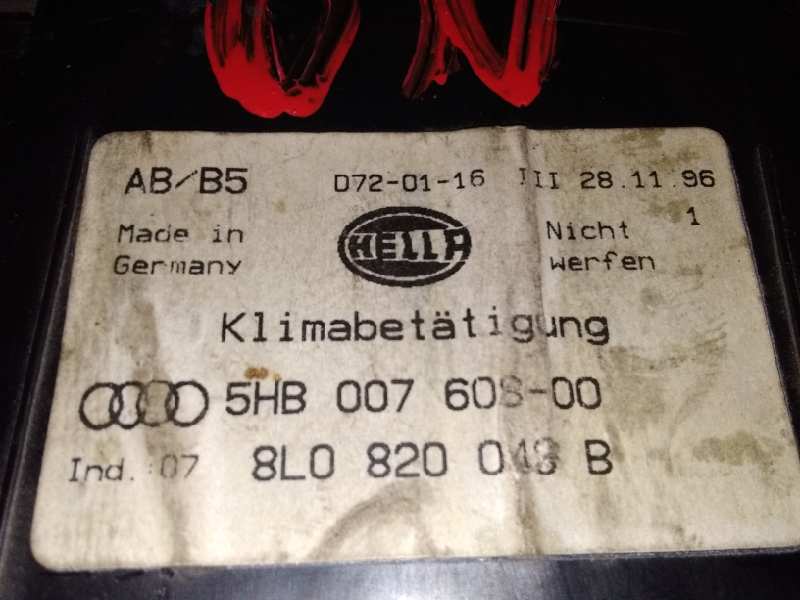 ON
AB/B5 D72-01-16 III 28.11.96
Made in Germany
HELLA
Nicht 1
werfen
Klimabetätigung
5HB 007 608-00
Ind.:07 8L0 820 043 B